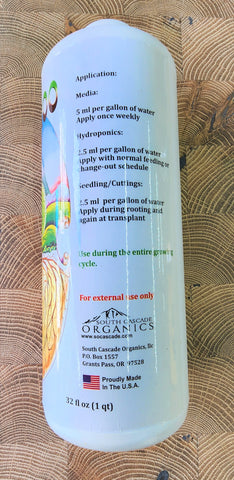 Application:
Media:
5 ml per gallon of water
Apply once weekly
Hydroponics:
2.5 ml per gallon of water
Apply with normal feeding or
change-out schedule
Seedling/Cuttings:
2.5 ml per gallon of water
Apply during rooting and
again at transplant
Use during the entire growing
cycle.
For external use only
SOUTH CASCADE
ORGANICS
www.socascade.com
South Cascade Organics, llc
P.O. Box 1557
Grants Pass, OR 97528
Proudly Made
In The U.S.A.
32 fl oz (1 qt)